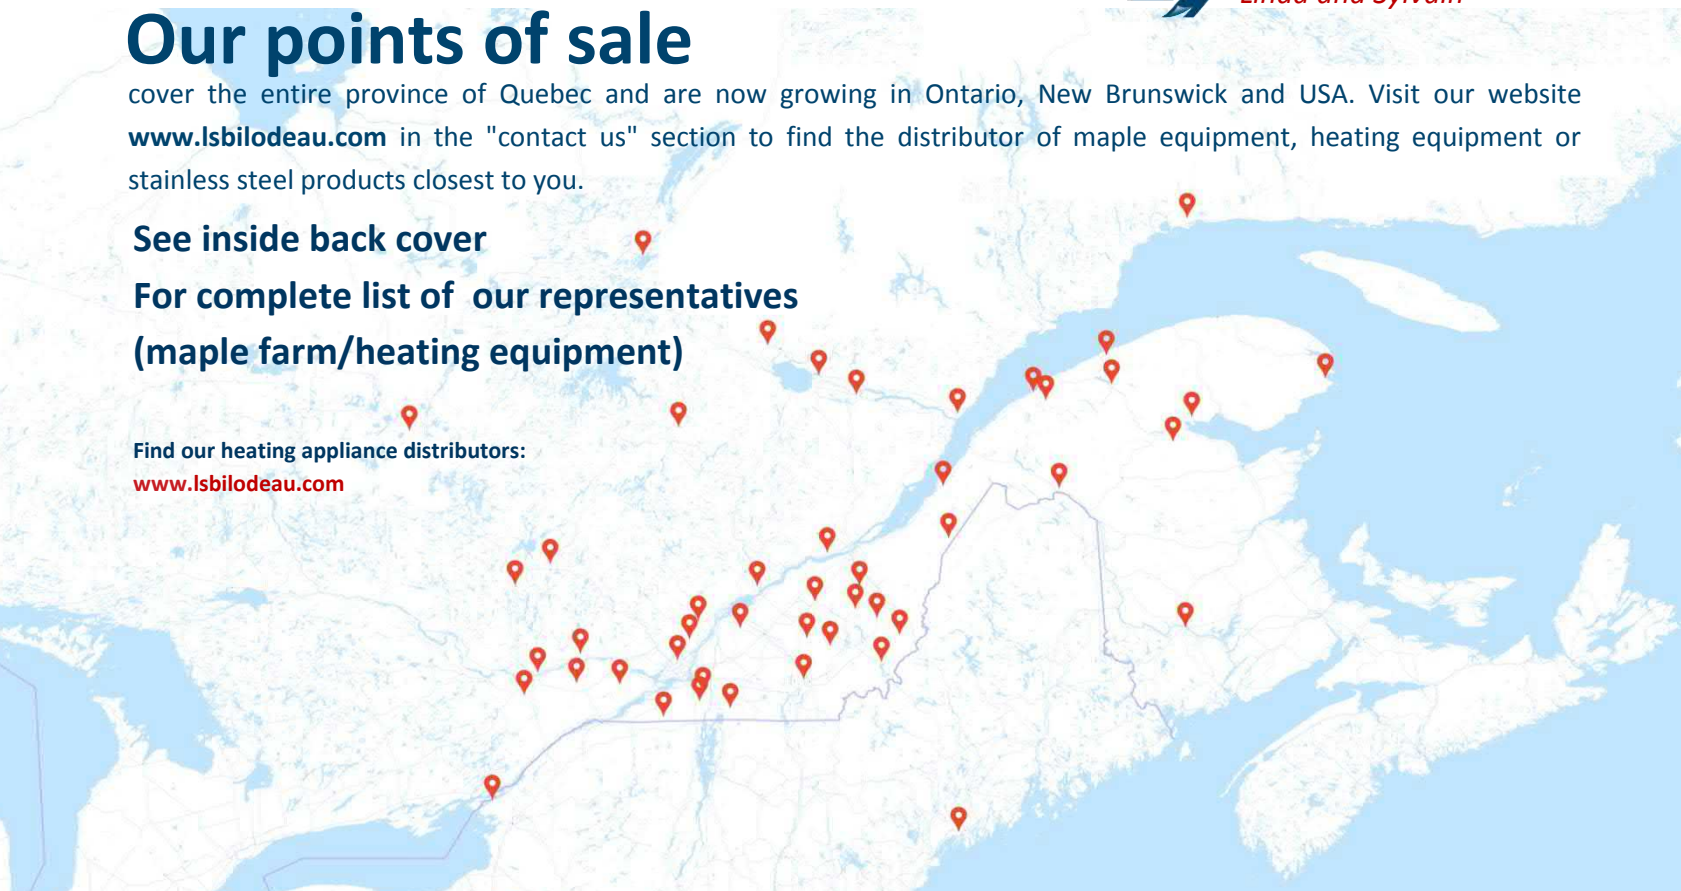 Linda and Sylvain
Our points of sale
cover the entire province of Quebec and are now growing in Ontario, New Brunswick and USA. Visit our website
www.lsbilodeau.com in the "contact us" section to find the distributor of maple equipment, heating equipment or
stainless steel products closest to you.
See inside back cover
For complete list of our representatives
(maple farm/heating equipment)
Find our heating appliance distributors:
www.lsbilodeau.com